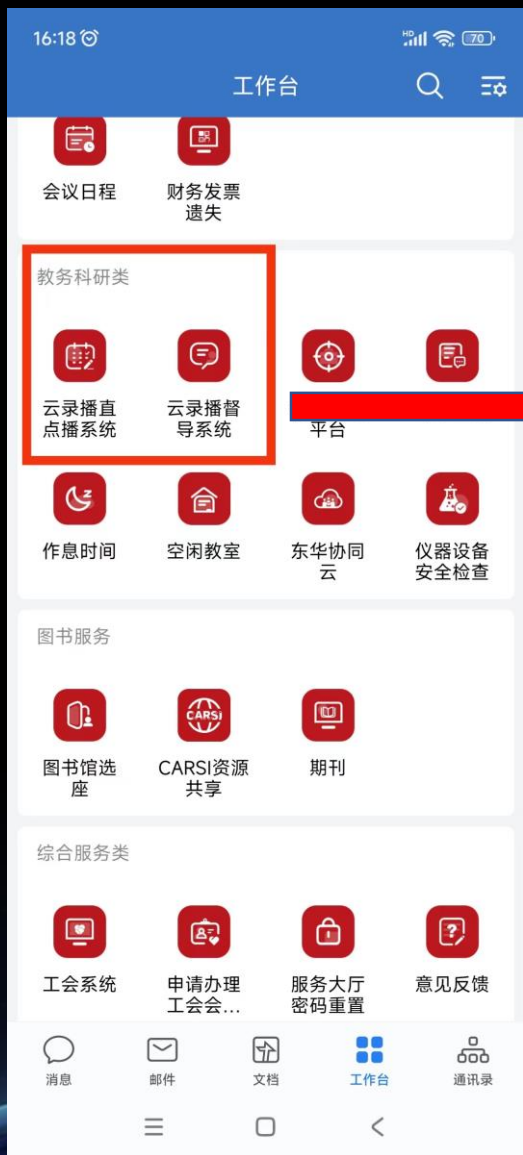 16:18
HD
70
工作台
会议日程
财务发票
遗失
教务科研类
云录播直
点播系统
云录播督
导系统
平台
作息时间
空闲教室
东华协同
云
仪器设备
安全检查
图书服务
CARSI
图书馆选
座
CARSI资源
共享
期刊
综合服务类
工会系统
申请办理
工会会...
服务大厅
密码重置
意见反馈
消息
邮件
文档
工作台
通讯录